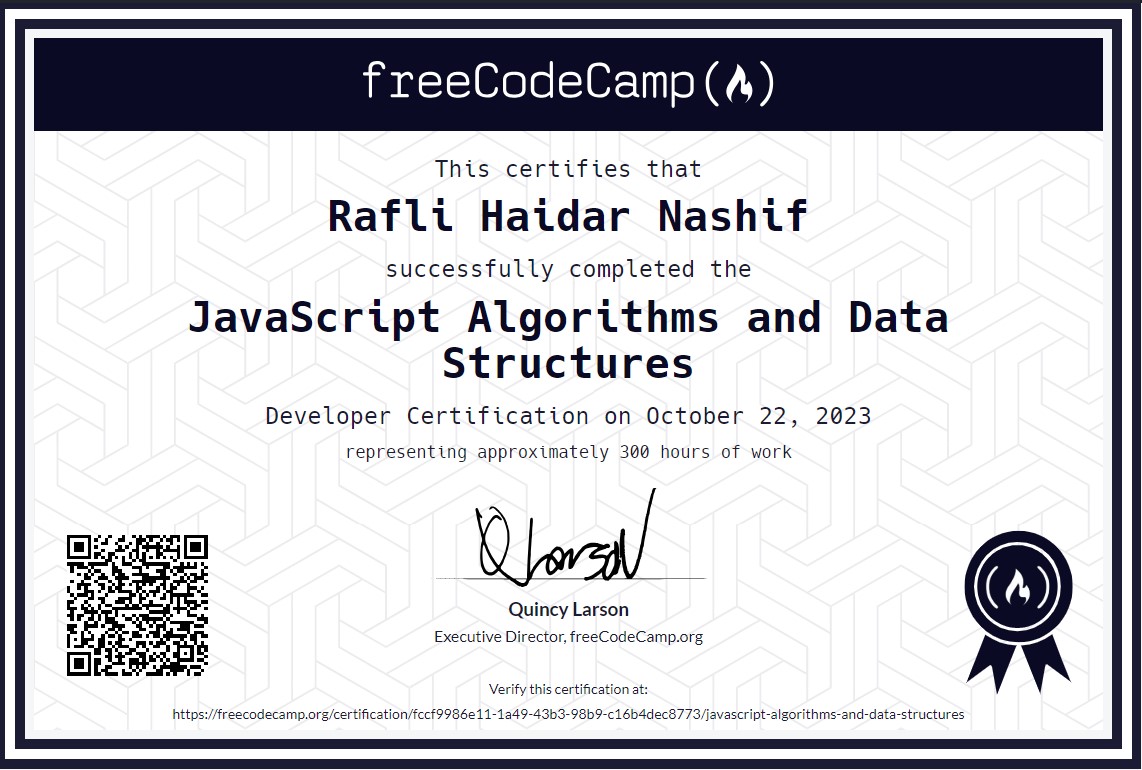 freeCodeCamp
This certifies that
Rafli Haidar Nashif
successfully completed the
JavaScript Algorithms and Data
Structures
Developer Certification on October 22, 2023
representing approximately 300 hours of work
Q Larson
Quincy Larson
Executive Director, freeCodeCamp.org
Verify this certification at:
https://freecodecamp.org/certification/fccf9986e11-1a49-43b3-98b9-c16b4dec8773/javascript-algorithms-and-data-structures